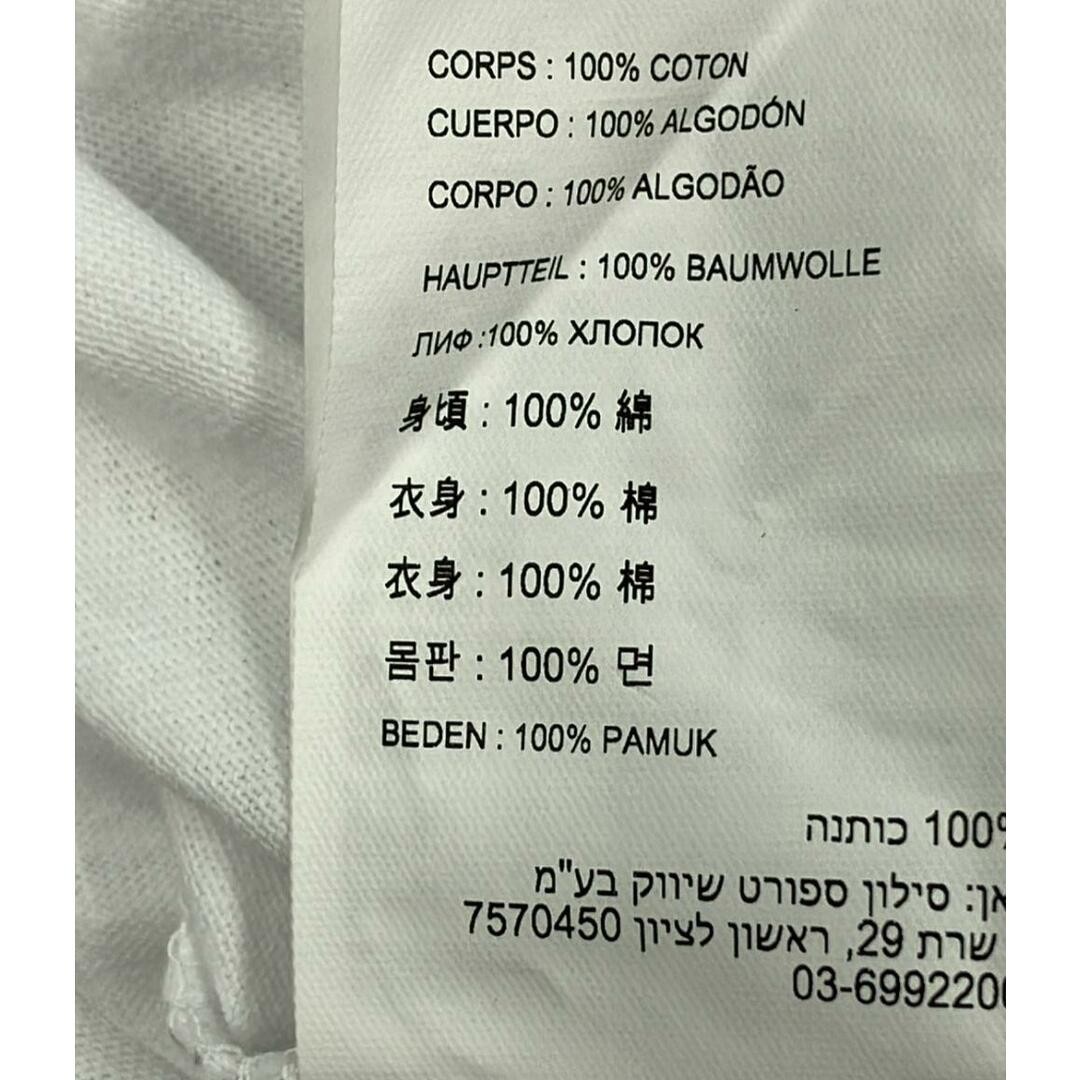 CORPS : 100% COTON
CUERPO : 100% ALGODÓN
CORPO : 100% ALGODÃO
HAUPTTEIL : 100% BAUMWOLLE
ЛИФ :100% ХЛОПОК
身頃 : 100% 綿
衣身 : 100% 棉
衣身 : 100% 棉
몸판 : 100% 면
BEDEN : 100% PAMUK
100% כותנה
סילון ספורט שיווק בע"מ
שרת 29, ראשון לציון 7570450
03-6992200